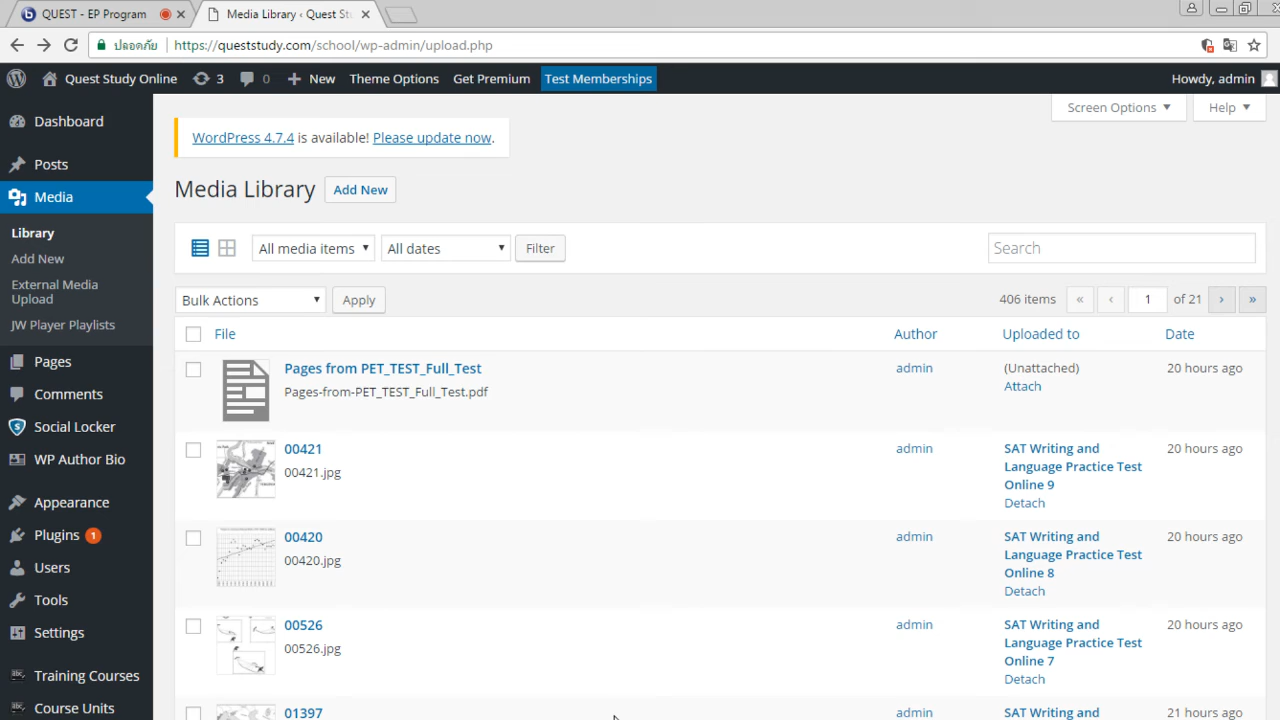 QUEST - EP Program
Media Library ‹ Quest St
ปลอดภัย https://queststudy.com/school/wp-admin/upload.php
Quest Study Online 3 0 New Theme Options Get Premium Test Memberships Howdy, admin
Screen Options Help
WordPress 4.7.4 is available! Please update now.
Media Library Add New
All media items All dates Filter Search
Bulk Actions Apply 406 items « ‹ 1 of 21 › »
File Author Uploaded to Date
Pages from PET_TEST_Full_Test admin (Unattached) 20 hours ago
Pages-from-PET_TEST_Full_Test.pdf Attach
00421 admin SAT Writing and 20 hours ago
00421.jpg Language Practice Test
Online 9
Detach
00420 admin SAT Writing and 20 hours ago
00420.jpg Language Practice Test
Online 8
Detach
00526 admin SAT Writing and 20 hours ago
00526.jpg Language Practice Test
Online 7
Detach
01397 admin SAT Writing and 21 hours ago
Dashboard
Posts
Media
Library
Add New
External Media
Upload
JW Player Playlists
Pages
Comments
Social Locker
WP Author Bio
Appearance
Plugins 1
Users
Tools
Settings
Training Courses
Course Units